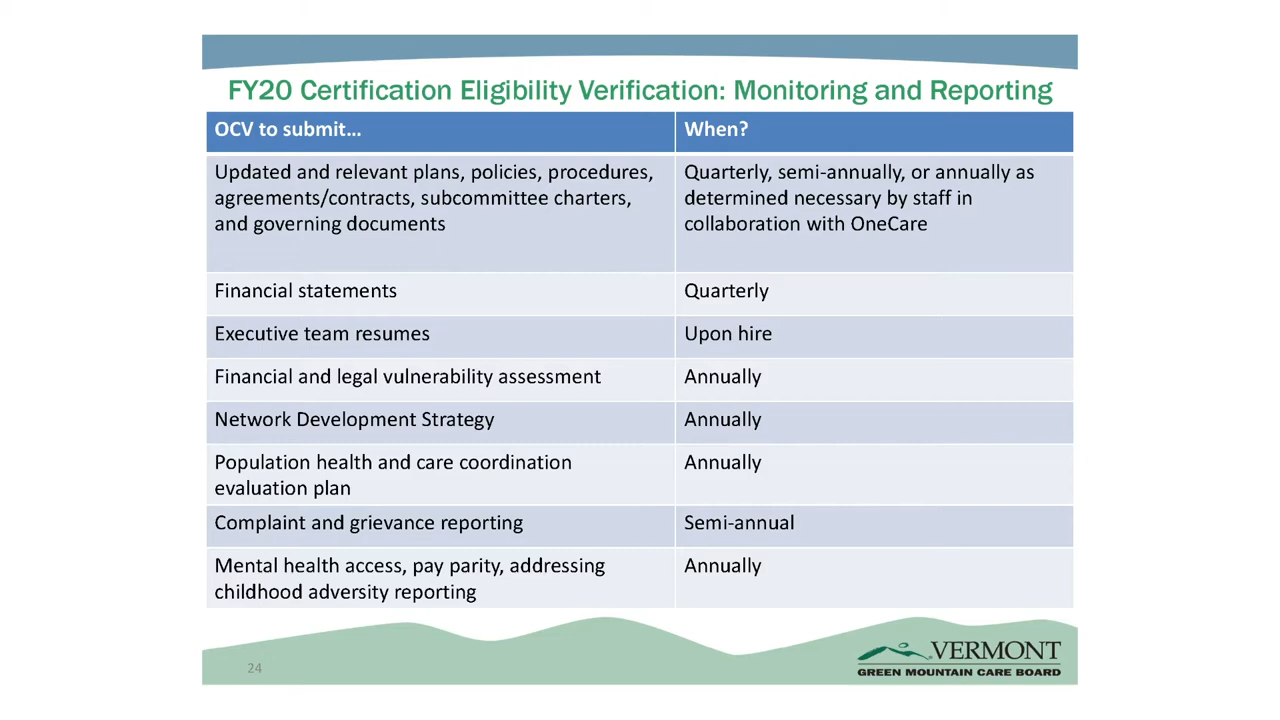 FY20 Certification Eligibility Verification: Monitoring and Reporting
OCV to submit…
When?
Updated and relevant plans, policies, procedures,
agreements/contracts, subcommittee charters,
and governing documents
Quarterly, semi-annually, or annually as
determined necessary by staff in
collaboration with OneCare
Financial statements
Quarterly
Executive team resumes
Upon hire
Financial and legal vulnerability assessment
Annually
Network Development Strategy
Annually
Population health and care coordination
evaluation plan
Annually
Complaint and grievance reporting
Semi-annual
Mental health access, pay parity, addressing
childhood adversity reporting
Annually
24
VERMONT
GREEN MOUNTAIN CARE BOARD